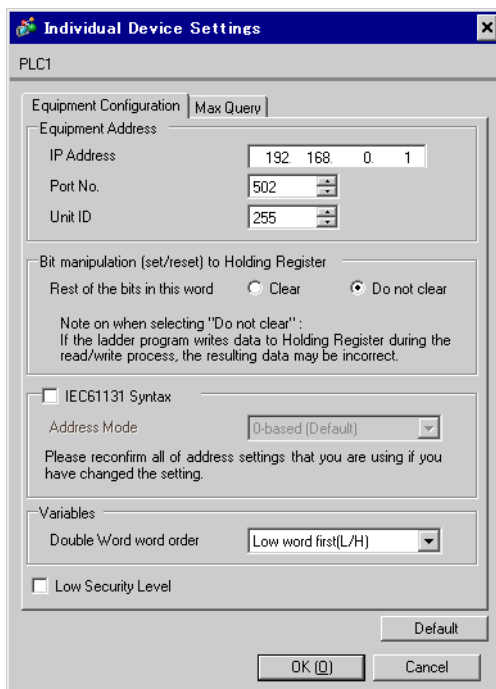 Individual Device Settings
PLC1
Equipment Configuration
Max Query
Equipment Address
IP Address
192. 168. 0. 1
Port No.
502
Unit ID
255
Bit manipulation (set/reset) to Holding Register
Rest of the bits in this word
Clear
Do not clear
Note on when selecting "Do not clear" :
If the ladder program writes data to Holding Register during the
read/write process, the resulting data may be incorrect.
IEC61131 Syntax
Address Mode
0-based (Default)
Please reconfirm all of address settings that you are using if you
have changed the setting.
Variables
Double Word word order
Low word first(L/H)
Low Security Level
Default
OK (O)
Cancel